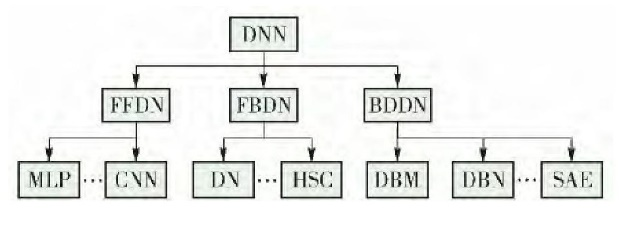 DNN
FFDN FBDN BDDN
MLP ··· CNN DN ··· HSC DBM DBN ··· SAE